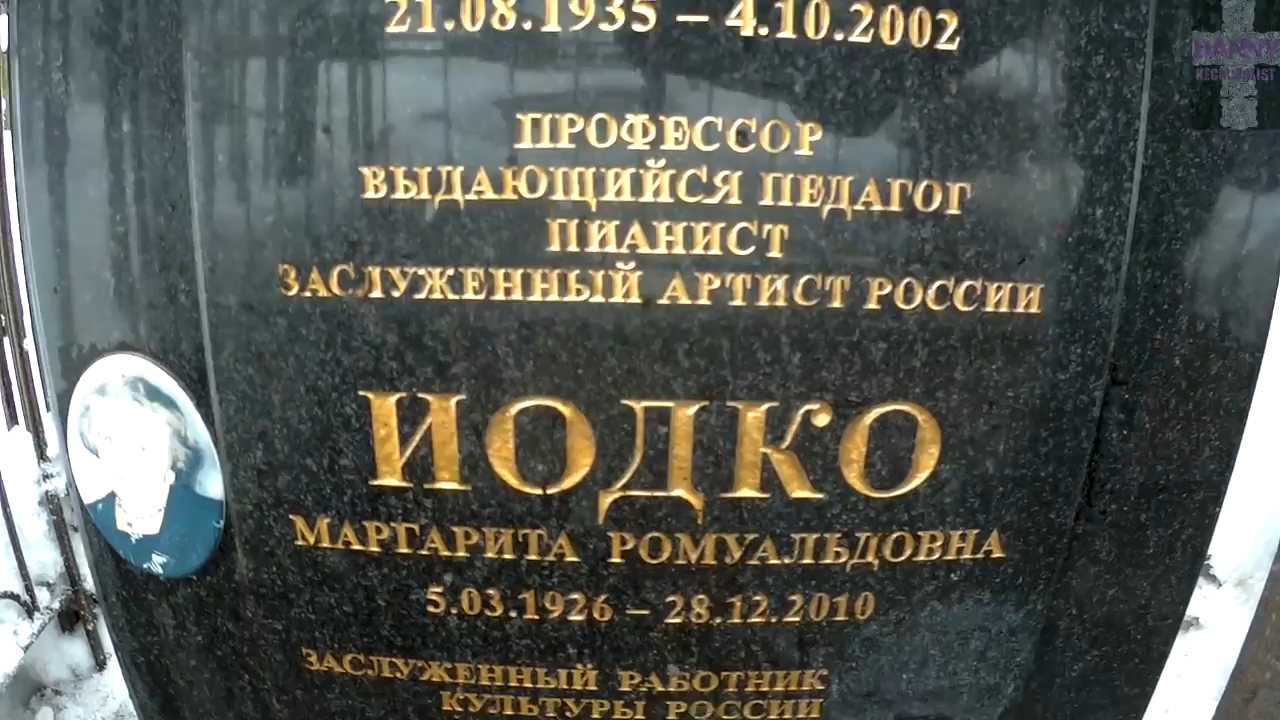 21.08.1935 – 4.10.2002
ПРОФЕССОР
ВЫДАЮЩИЙСЯ ПЕДАГОГ
ПИАНИСТ
ЗАСЛУЖЕННЫЙ АРТИСТ РОССИИ
ИОДКО
МАРГАРИТА РОМУАЛЬДОВНА
5.03.1926 – 28.12.2010
ЗАСЛУЖЕННЫЙ РАБОТНИК
КУЛЬТУРЫ РОССИИ